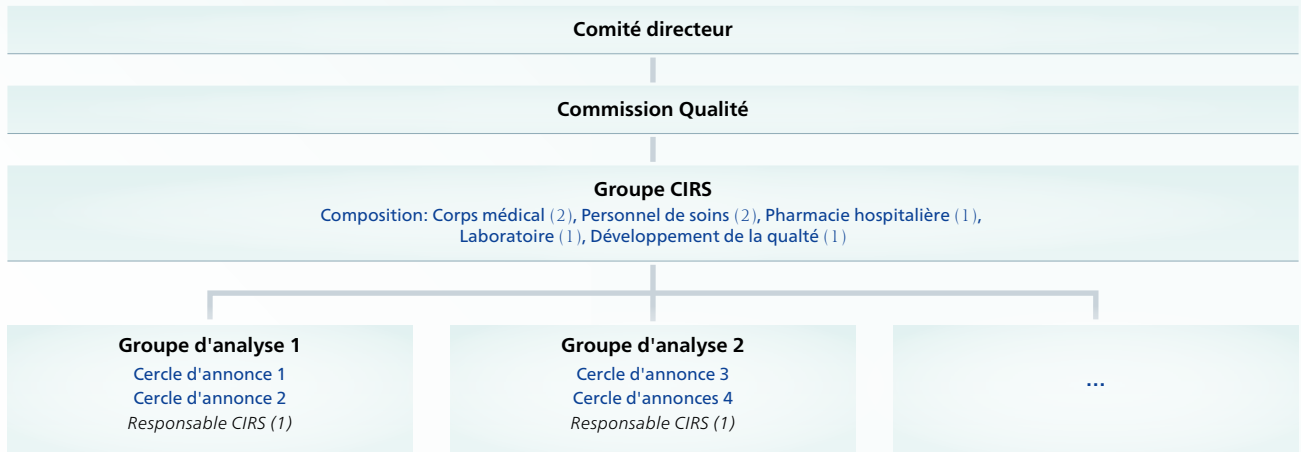 Comité directeur
Commission Qualité
Groupe CIRS
Composition: Corps médical (2), Personnel de soins (2), Pharmacie hospitalière (1),
Laboratoire (1), Développement de la qualté (1)
Groupe d'analyse 1
Cercle d'annonce 1
Cercle d'annonce 2
Responsable CIRS (1)
Groupe d'analyse 2
Cercle d'annonce 3
Cercle d'annonces 4
Responsable CIRS (1)
...